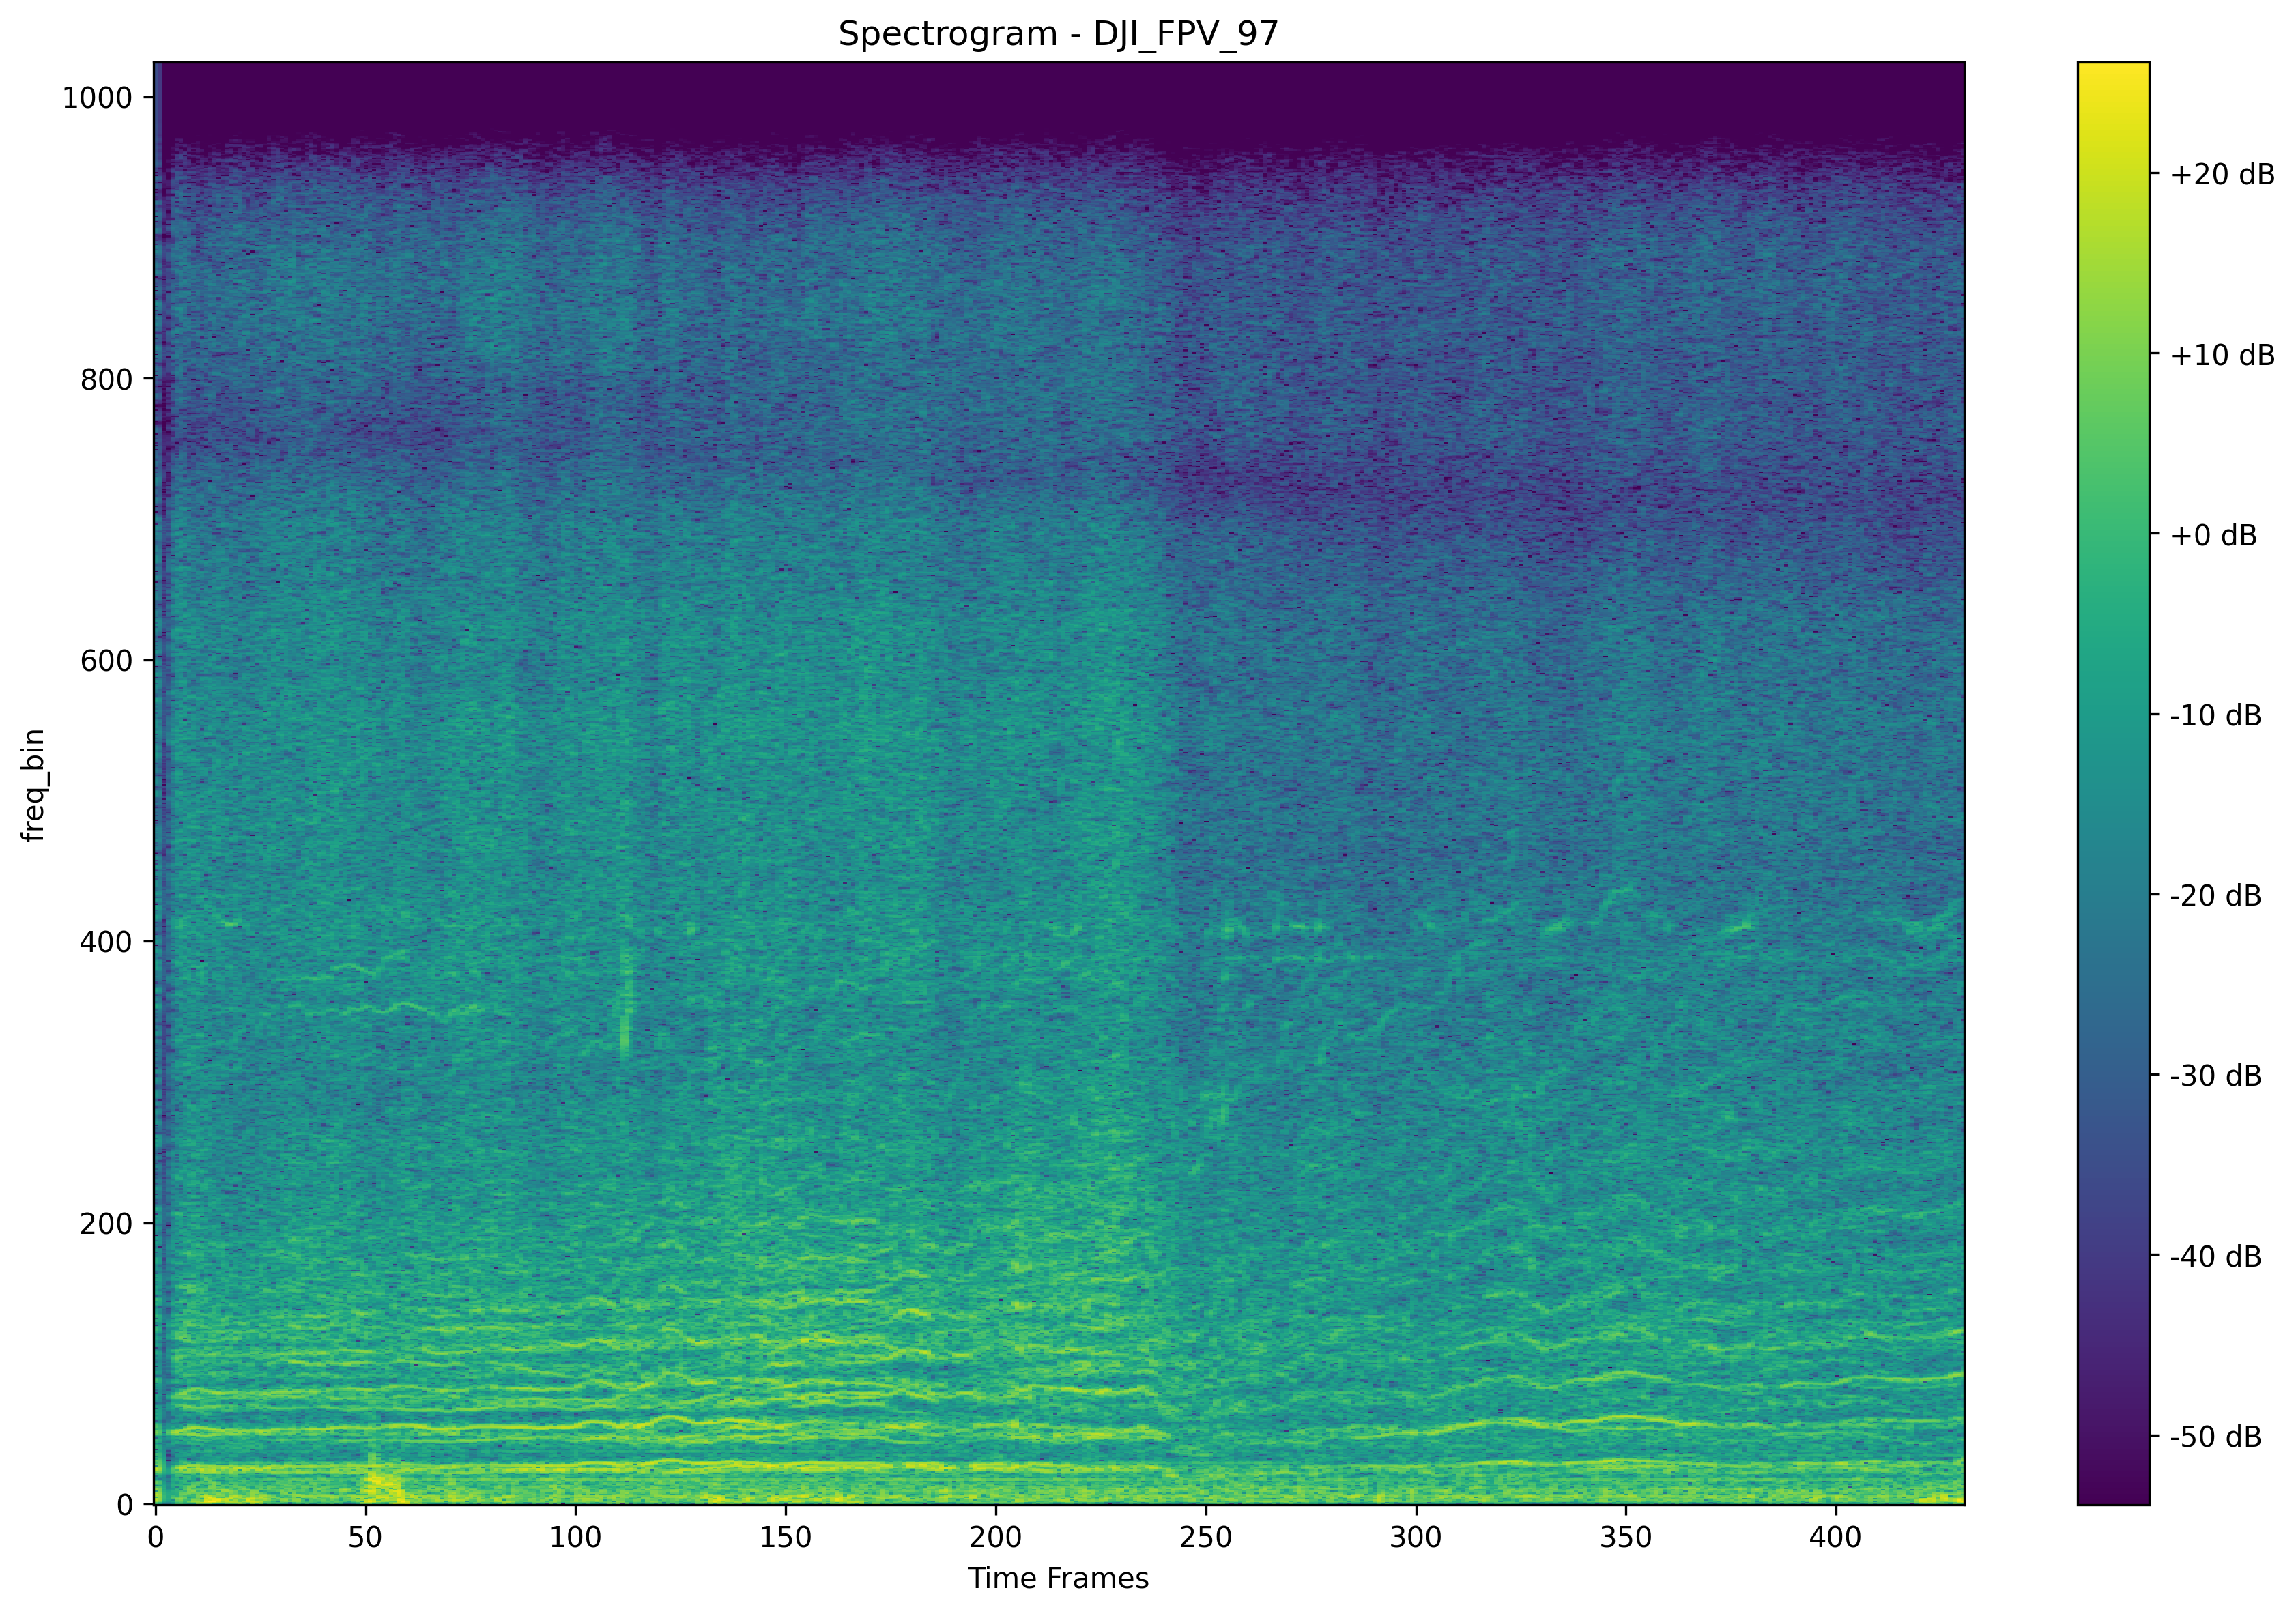 Spectrogram - DJI_FPV_97
freq_bin
1000
800
600
400
200
0
0
50
100
150
200
250
300
350
400
Time Frames
+20 dB
+10 dB
+0 dB
-10 dB
-20 dB
-30 dB
-40 dB
-50 dB